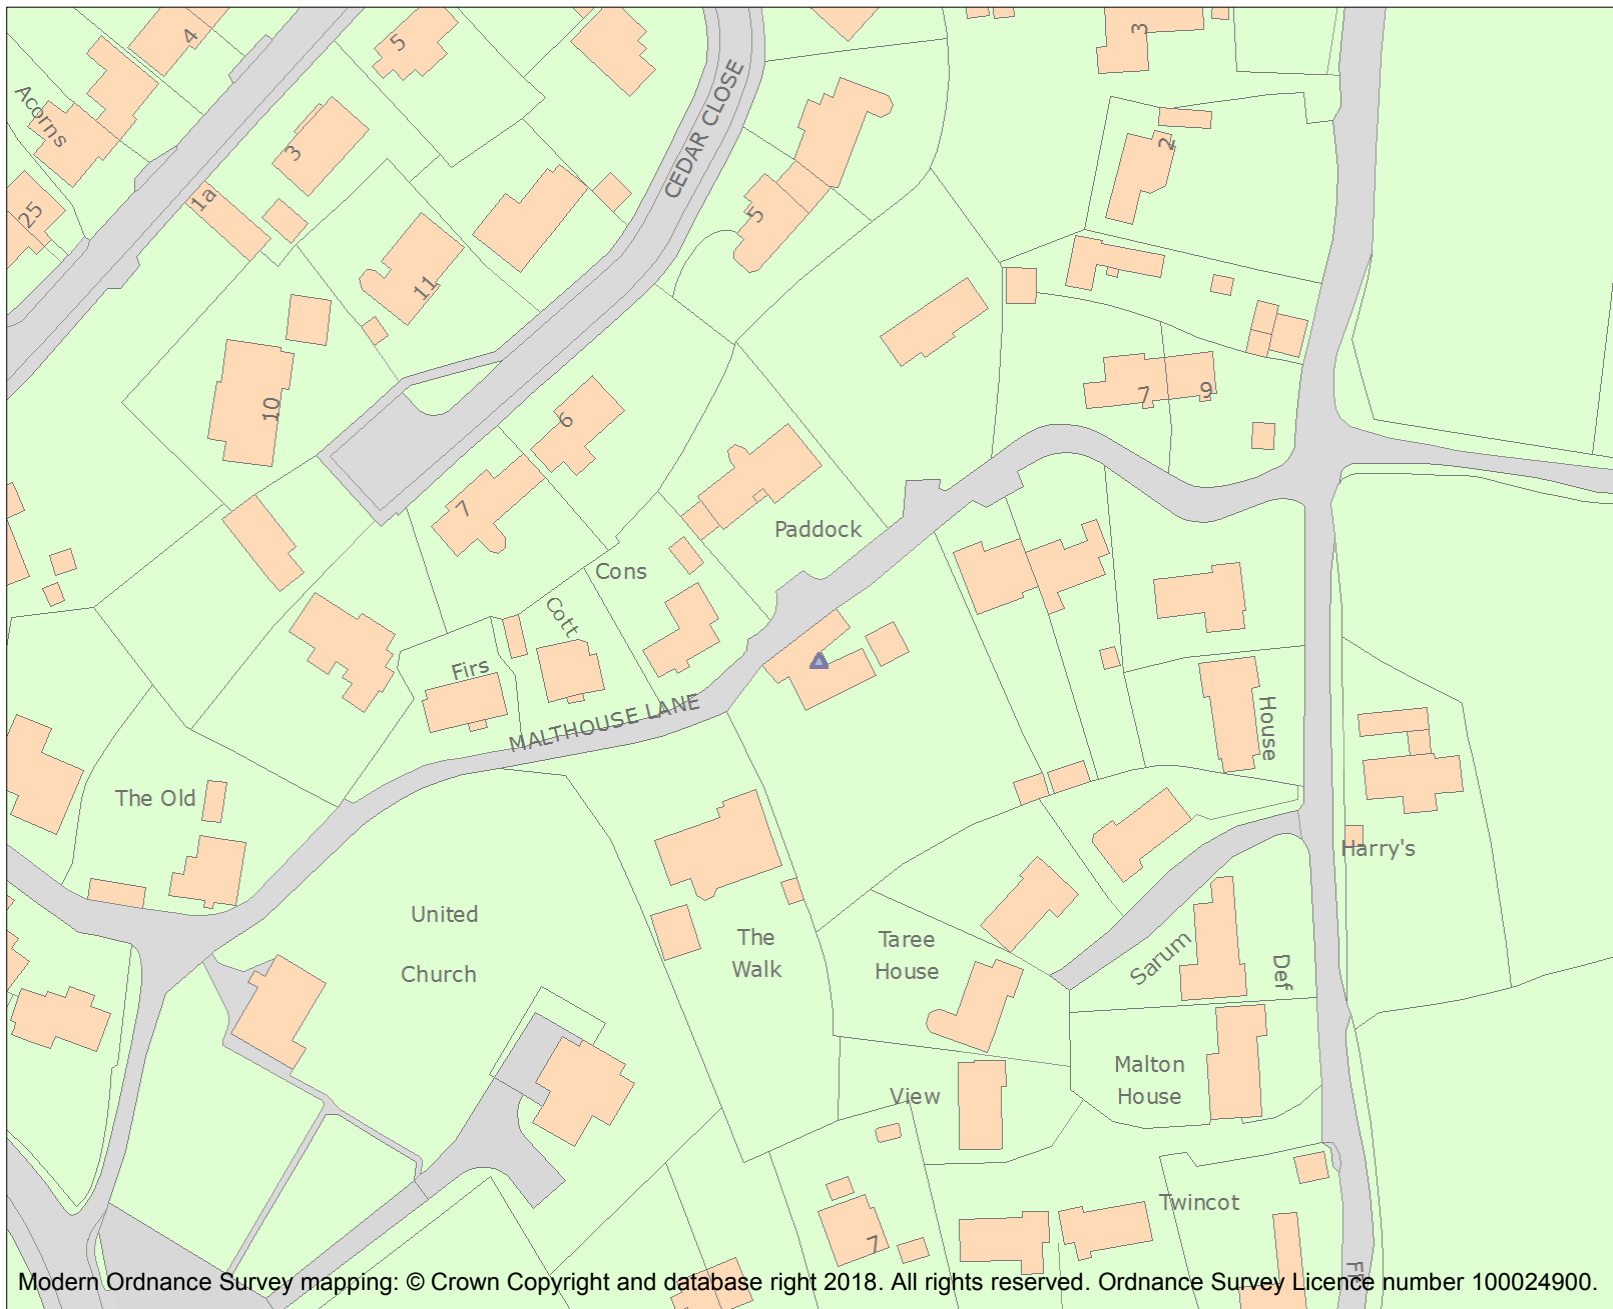 4
5
3
Acorns
CEDAR CLOSE
2
3
1a
25
5
11
10
6
7
9
7
Paddock
Cons
Cott
Firs
MALTHOUSE LANE
House
The Old
Harry's
United
Church
The
Walk
Taree
House
Sarum
Def
Malton
House
View
Twincot
7
Modern Ordnance Survey mapping: © Crown Copyright and database right 2018. All rights reserved. Ordnance Survey Licence number 100024900.